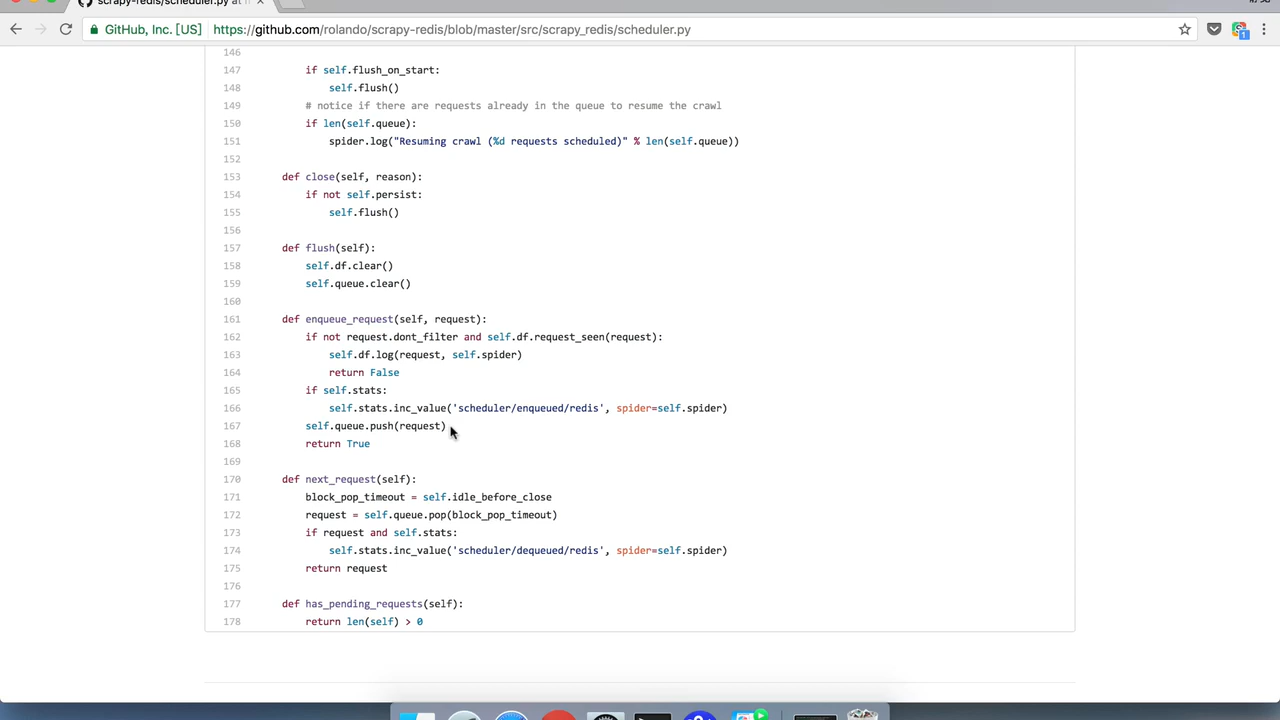 GitHub, Inc. [US] https://github.com/rolando/scrapy-redis/blob/master/src/scrapy_redis/scheduler.py
146
147 if self.flush_on_start:
148 self.flush()
149 # notice if there are requests already in the queue to resume the crawl
150 if len(self.queue):
151 spider.log("Resuming crawl (%d requests scheduled)" % len(self.queue))
152
153 def close(self, reason):
154 if not self.persist:
155 self.flush()
156
157 def flush(self):
158 self.df.clear()
159 self.queue.clear()
160
161 def enqueue_request(self, request):
162 if not request.dont_filter and self.df.request_seen(request):
163 self.df.log(request, self.spider)
164 return False
165 if self.stats:
166 self.stats.inc_value('scheduler/enqueued/redis', spider=self.spider)
167 self.queue.push(request)
168 return True
169
170 def next_request(self):
171 block_pop_timeout = self.idle_before_close
172 request = self.queue.pop(block_pop_timeout)
173 if request and self.stats:
174 self.stats.inc_value('scheduler/dequeued/redis', spider=self.spider)
175 return request
176
177 def has_pending_requests(self):
178 return len(self) > 0